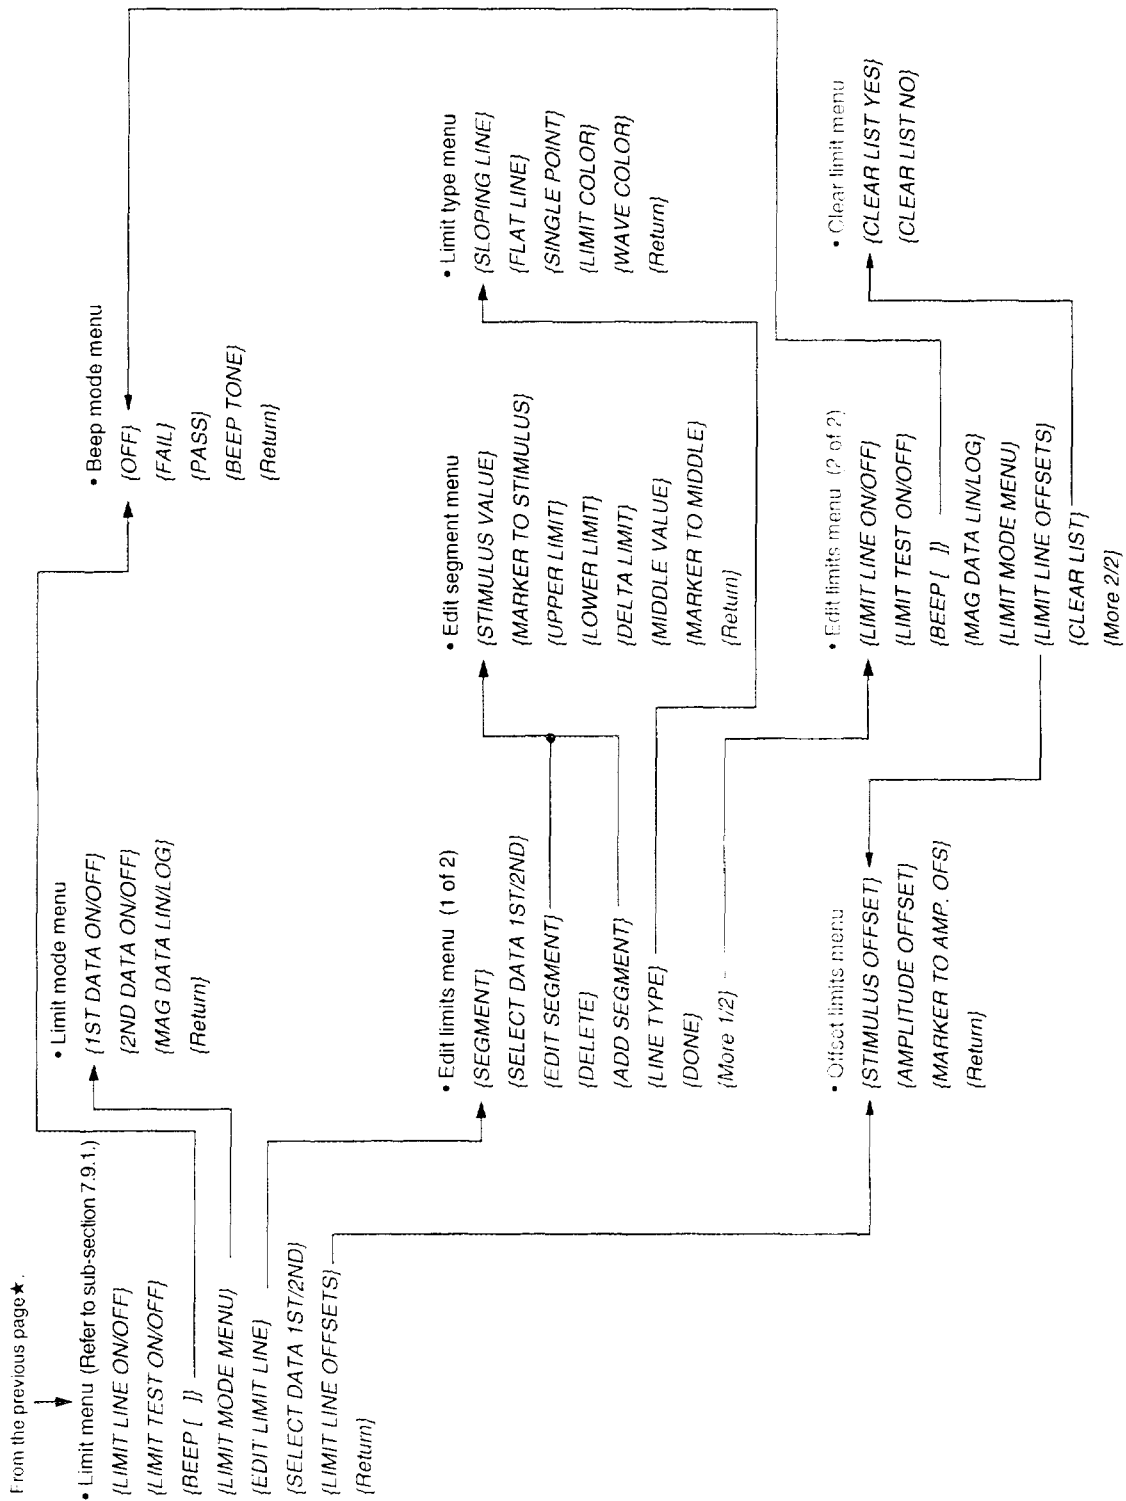 From the previous page★.
• Limit menu (Refer to sub-section 7.9.1.)
{LIMIT LINE ON/OFF}
{LIMIT TEST ON/OFF}
{BEEP [ ]}
{LIMIT MODE MENU}
{EDIT LIMIT LINE}
{SELECT DATA 1ST/2ND}
{LIMIT LINE OFFSETS}
{Return}
• Limit mode menu
{1ST DATA ON/OFF}
{2ND DATA ON/OFF}
{MAG DATA LIN/LOG}
{Return}
• Beep mode menu
{OFF}
{FAIL}
{PASS}
{BEEP TONE}
{Return}
• Edit limits menu (1 of 2)
{SEGMENT}
{SELECT DATA 1ST/2ND}
{EDIT SEGMENT}
{DELETE}
{ADD SEGMENT}
{LINE TYPE}
{DONE}
{More 1/2}
• Edit segment menu
{STIMULUS VALUE}
{MARKER TO STIMULUS}
{UPPER LIMIT}
{LOWER LIMIT}
{DELTA LIMIT}
{MIDDLE VALUE}
{MARKER TO MIDDLE}
{Return}
• Limit type menu
{SLOPING LINE}
{FLAT LINE}
{SINGLE POINT}
{LIMIT COLOR}
{WAVE COLOR}
{Return}
• Offset limits menu
{STIMULUS OFFSET}
{AMPLITUDE OFFSET}
{MARKER TO AMP. OFS}
{Return}
• Edit limits menu (2 of 2)
{LIMIT LINE ON/OFF}
{LIMIT TEST ON/OFF}
{BEEP [ ]}
{MAG DATA LIN/LOG}
{LIMIT MODE MENU}
{LIMIT LINE OFFSETS}
{CLEAR LIST}
{More 2/2}
• Clear limit menu
{CLEAR LIST YES}
{CLEAR LIST NO}